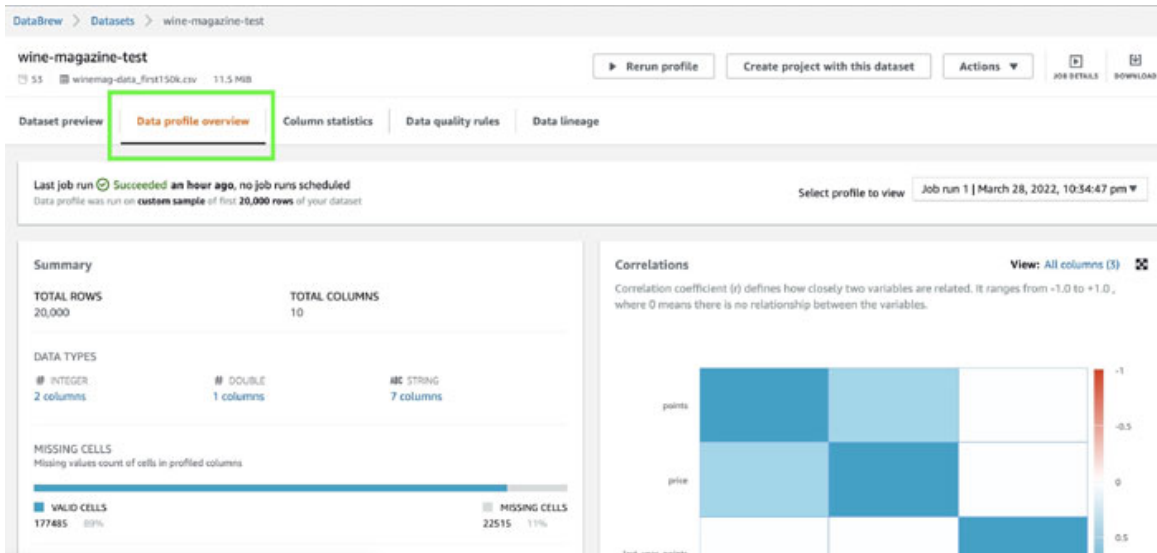 DataBrew > Datasets > wine-magazine-test
wine-magazine-test
S3 winemag-data_first150k.csv 11.5 MiB
Rerun profile
Create project with this dataset
Actions
JOB DETAILS
DOWNLOAD
Dataset preview
Data profile overview
Column statistics
Data quality rules
Data lineage
Last job run Succeeded an hour ago, no job runs scheduled
Data profile was run on custom sample of first 20,000 rows of your dataset
Select profile to view
Job run 1 | March 28, 2022, 10:34:47 pm
Summary
TOTAL ROWS
20,000
TOTAL COLUMNS
10
DATA TYPES
# INTEGER
2 columns
# DOUBLE
1 columns
ABC STRING
7 columns
MISSING CELLS
Missing values count of cells in profiled columns
VALID CELLS
177485 89%
MISSING CELLS
22515 11%
Correlations
View: All columns (3)
Correlation coefficient (r) defines how closely two variables are related. It ranges from -1.0 to +1.0 ,
where 0 means there is no relationship between the variables.
points
price
-1
-0.5
0
0.5